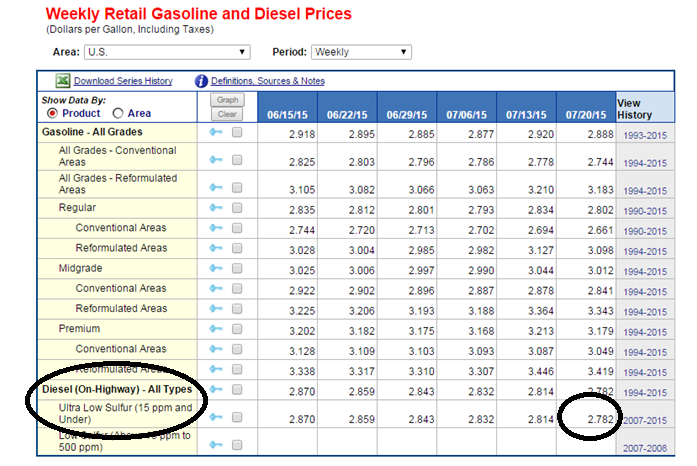 Weekly Retail Gasoline and Diesel Prices
(Dollars per Gallon, Including Taxes)
Area: U.S. Period: Weekly
Download Series History Definitions, Sources & Notes
Show Data By:
Product Area
Graph
Clear
06/15/15 06/22/15 06/29/15 07/06/15 07/13/15 07/20/15
View
History
Gasoline - All Grades 2.918 2.895 2.885 2.877 2.920 2.888 1993-2015
All Grades - Conventional
Areas 2.825 2.803 2.796 2.786 2.778 2.744 1994-2015
All Grades - Reformulated
Areas 3.105 3.082 3.066 3.063 3.210 3.183 1994-2015
Regular 2.835 2.812 2.801 2.793 2.834 2.802 1990-2015
Conventional Areas 2.744 2.720 2.713 2.702 2.694 2.661 1990-2015
Reformulated Areas 3.028 3.004 2.985 2.982 3.127 3.098 1994-2015
Midgrade 3.025 3.006 2.997 2.990 3.044 3.012 1994-2015
Conventional Areas 2.922 2.902 2.896 2.887 2.878 2.841 1994-2015
Reformulated Areas 3.225 3.206 3.193 3.188 3.364 3.343 1994-2015
Premium 3.202 3.182 3.175 3.168 3.213 3.179 1994-2015
Conventional Areas 3.128 3.109 3.103 3.093 3.087 3.049 1994-2015
Reformulated Areas 3.338 3.317 3.310 3.307 3.446 3.419 1994-2015
Diesel (On-Highway) - All Types 2.870 2.859 2.843 2.832 2.814 2.782 1994-2015
Ultra Low Sulfur (15 ppm and
Under) 2.870 2.859 2.843 2.832 2.814 2.782 2007-2015
Low Sulfur (Above 15 ppm to
500 ppm) 2007-2008